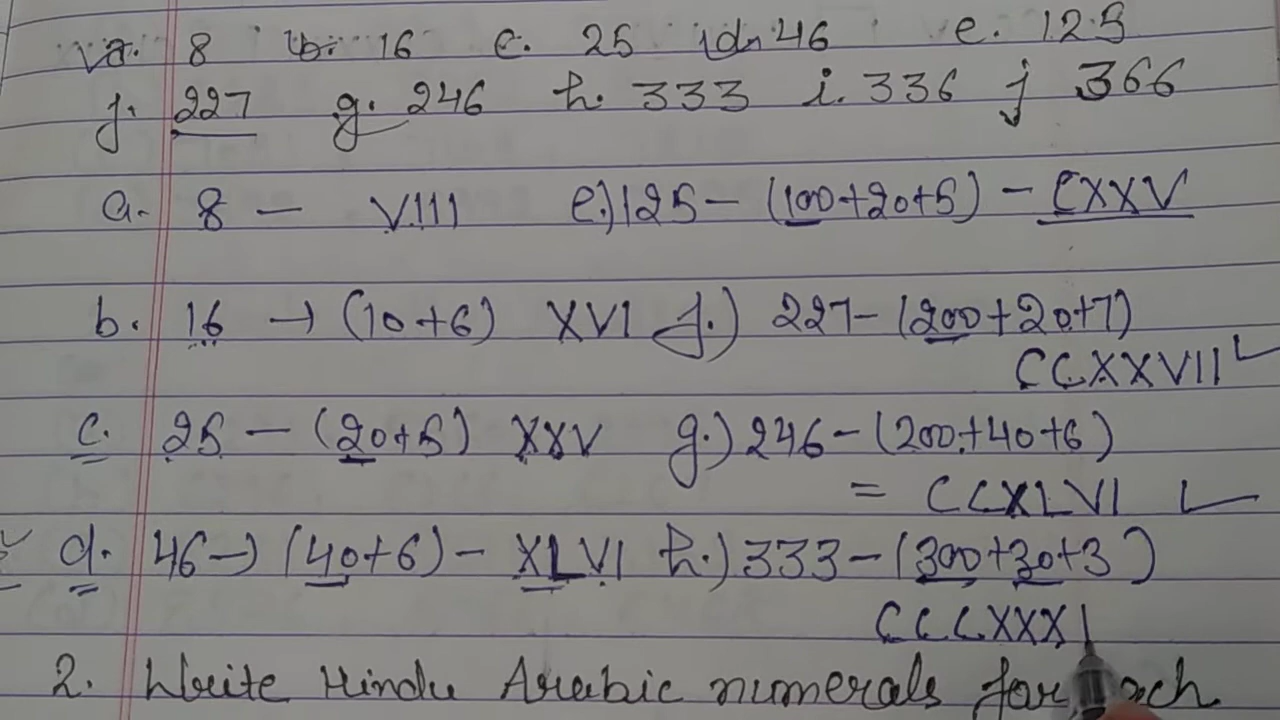 a. 8 b. 16 c. 25 d. 46 e. 125
f. 227 g. 246 h. 333 i. 336 j 366
a. 8 — VIII e.) 125 – (100+20+5) – CXXV
b. 16 → (10+6) XVI f.) 227 – (200+20+7)
CCXXVII
c. 25 – (20+5) XXV g.) 246 – (200+40+6)
= CCXLVI
d. 46 → (40+6) – XLVI h.) 333 – (300+30+3)
CCCXXXI
2. Write Hindu Arabic numerals for